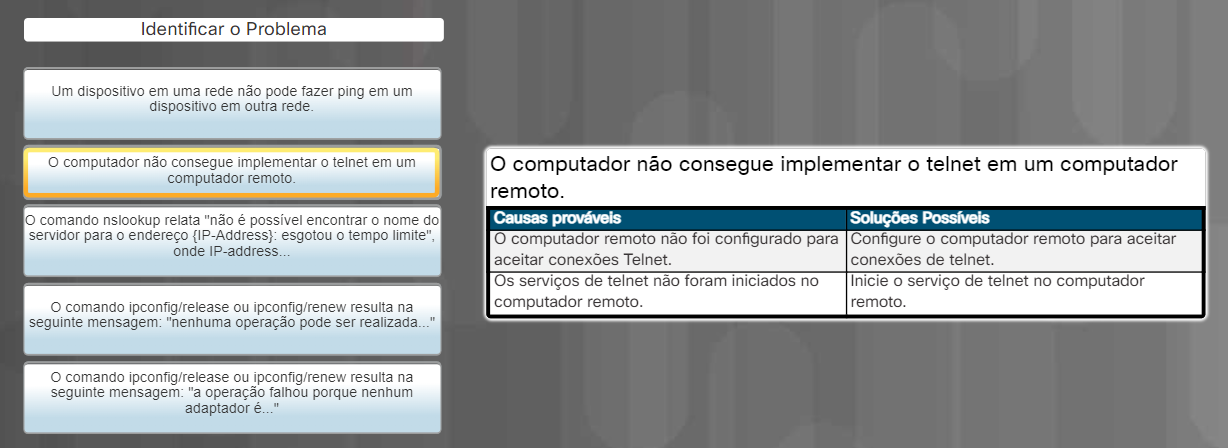 Identificar o Problema
Um dispositivo em uma rede não pode fazer ping em um
dispositivo em outra rede.
O computador não consegue implementar o telnet em um
computador remoto.
O comando nslookup relata "não é possível encontrar o nome do
servidor para o endereço {IP-Address}: esgotou o tempo limite",
onde IP-address...
O comando ipconfig/release ou ipconfig/renew resulta na
seguinte mensagem: "nenhuma operação pode ser realizada..."
O comando ipconfig/release ou ipconfig/renew resulta na
seguinte mensagem: "a operação falhou porque nenhum
adaptador é..."
O computador não consegue implementar o telnet em um computador
remoto.
Causas prováveis
Soluções Possíveis
O computador remoto não foi configurado para
aceitar conexões Telnet.
Configure o computador remoto para aceitar
conexões de telnet.
Os serviços de telnet não foram iniciados no
computador remoto.
Inicie o serviço de telnet no computador
remoto.